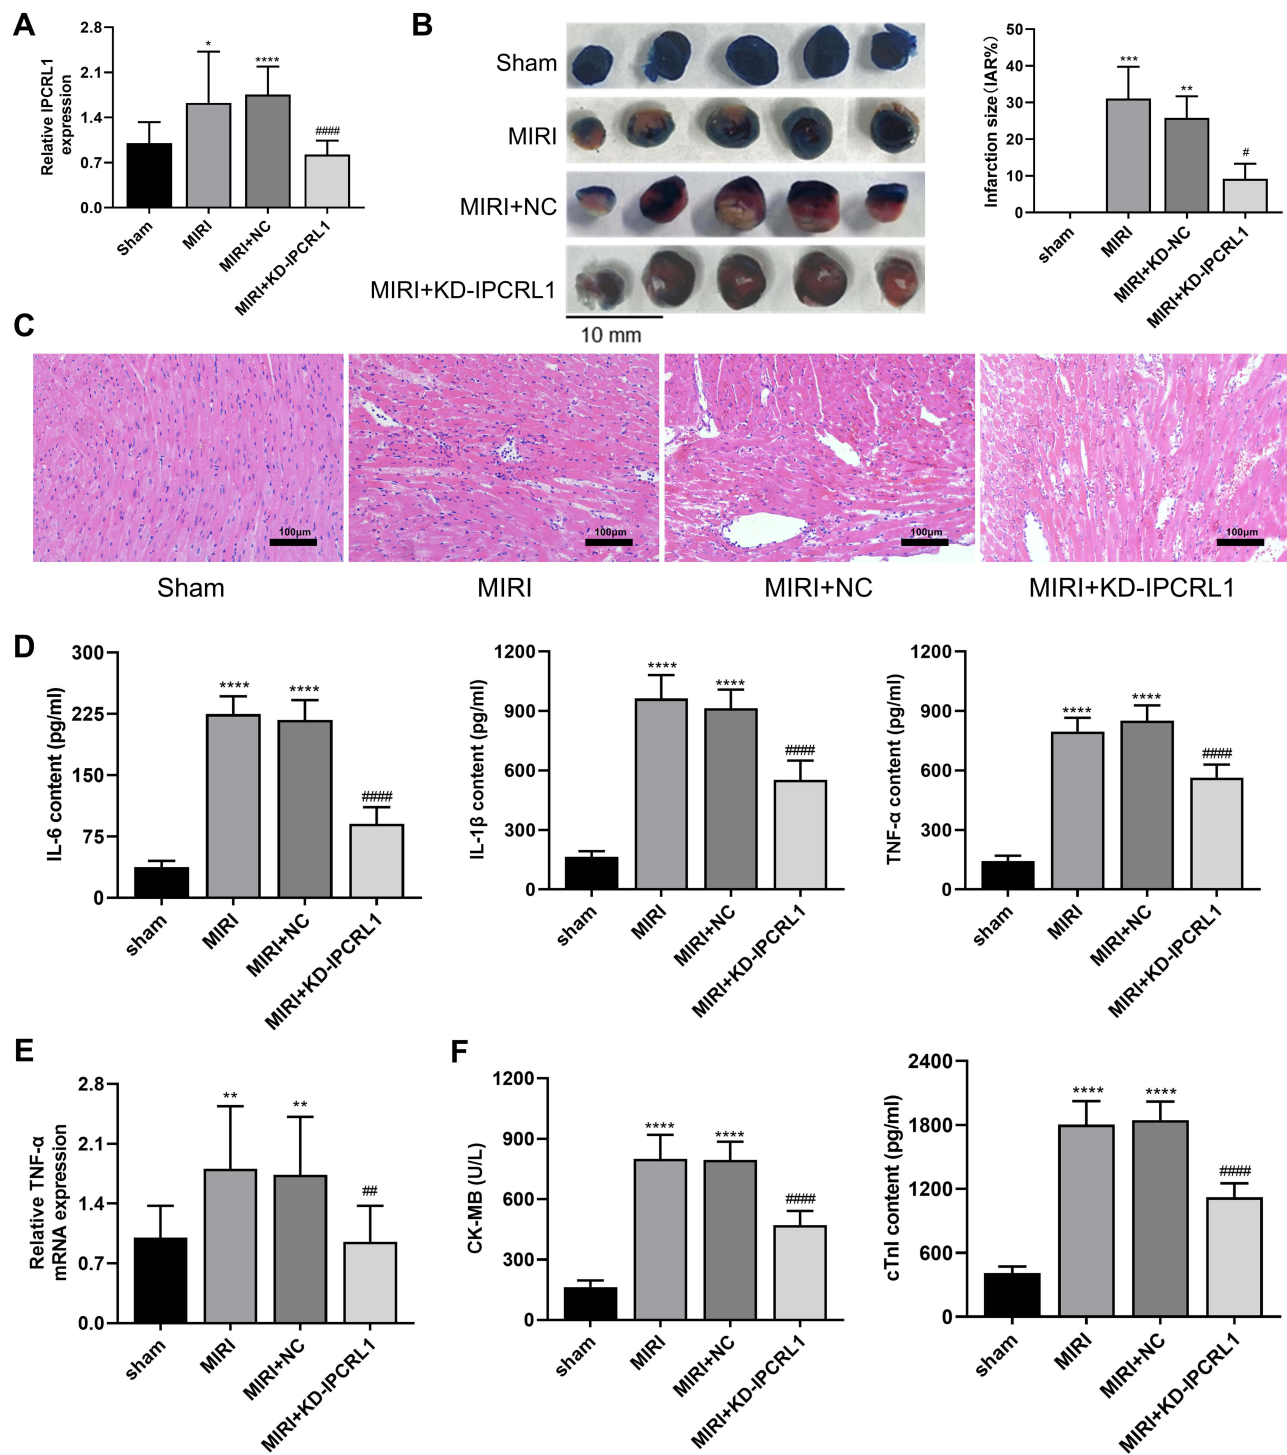 A
Relative IPCRL1
expression
2.8
2.1
1.4
0.7
0.0
*
****
####
Sham
MIRI
MIRI+NC
MIRI+KD-IPCRL1
B
Sham
MIRI
MIRI+NC
MIRI+KD-IPCRL1
10 mm
Infarction size(IAR%)
50
40
30
20
10
0
***
**
#
sham
MIRI
MIRI+KD-NC
MIRI+KD-IPCRL1
C
100μm
100μm
100μm
100μm
Sham
MIRI
MIRI+NC
MIRI+KD-IPCRL1
D
IL-6 content (pg/ml)
300
225
150
75
0
****
****
####
sham
MIRI
MIRI+NC
MIRI+KD-IPCRL1
IL-1β content (pg/ml)
1200
900
600
300
0
****
****
####
sham
MIRI
MIRI+NC
MIRI+KD-IPCRL1
TNF-α content (pg/ml)
1200
900
600
300
0
****
****
####
sham
MIRI
MIRI+NC
MIRI+KD-IPCRL1
E
Relative TNF-α
mRNA expression
2.8
2.1
1.4
0.7
0.0
**
**
##
sham
MIRI
MIRI+NC
MIRI+KD-IPCRL1
F
CK-MB (U/L)
1200
900
600
300
0
****
****
####
sham
MIRI
MIRI+NC
MIRI+KD-IPCRL1
cTnI content (pg/ml)
2400
1800
1200
600
0
****
****
####
sham
MIRI
MIRI+NC
MIRI+KD-IPCRL1